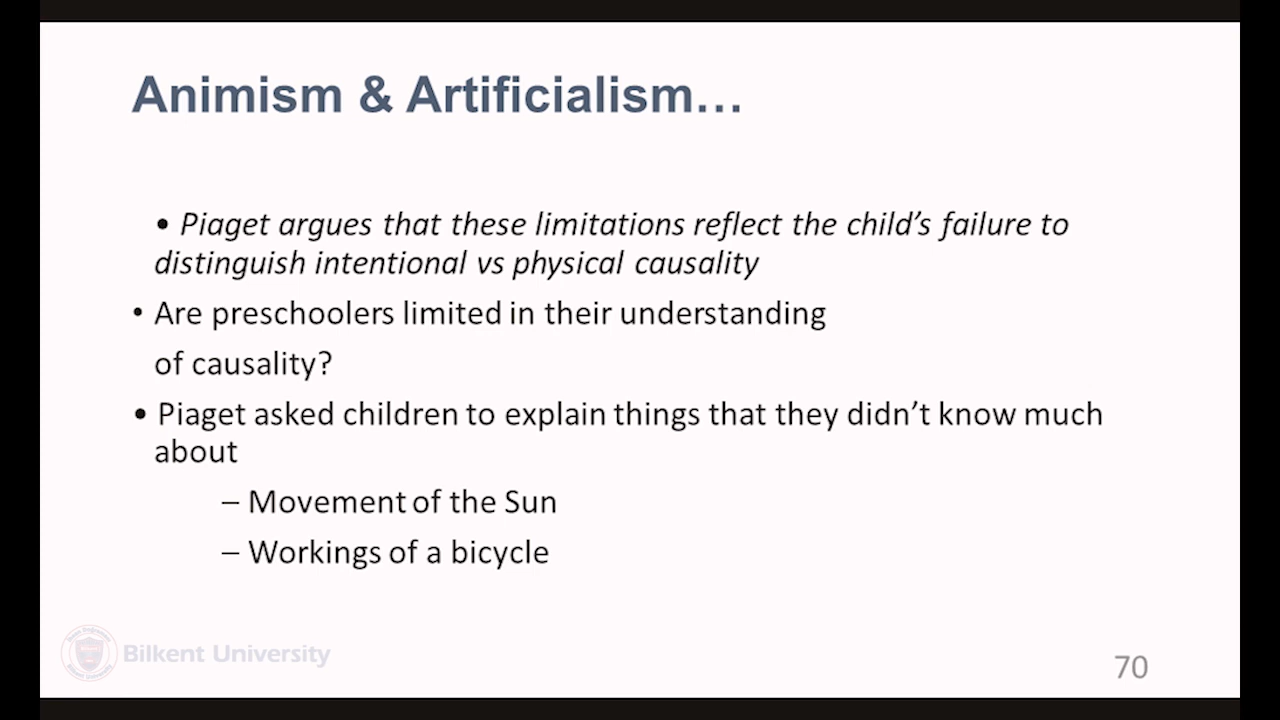 Animism & Artificialism…
• Piaget argues that these limitations reflect the child’s failure to
distinguish intentional vs physical causality
• Are preschoolers limited in their understanding
of causality?
• Piaget asked children to explain things that they didn’t know much
about
– Movement of the Sun
– Workings of a bicycle
Bilkent University
70